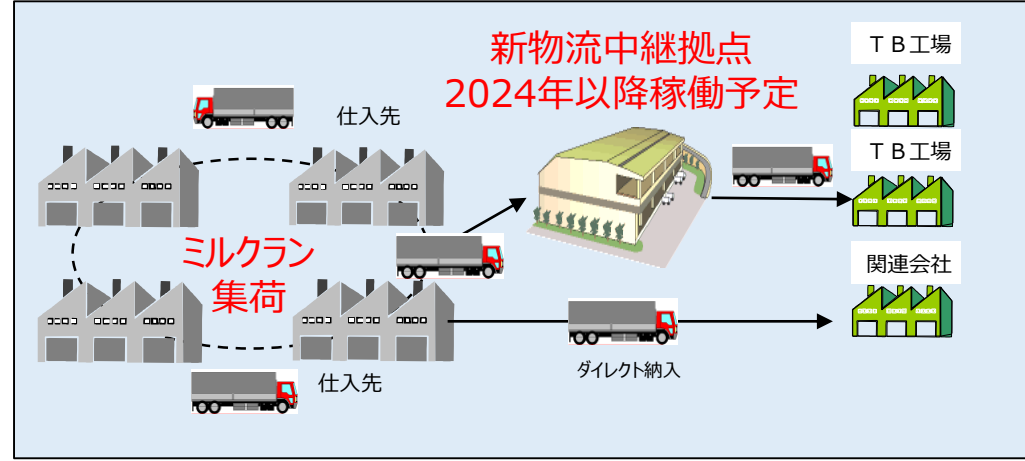 新物流中継拠点
2024年以降稼働予定
ＴＢ工場
仕入先
ＴＢ工場
ミルクラン
集荷
関連会社
ダイレクト納入
仕入先